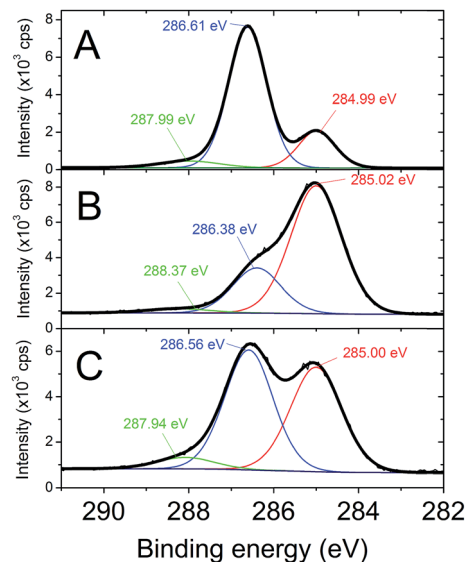 A
286.61 eV
287.99 eV
284.99 eV
8
6
4
2
0
Intensity (x10³ cps)
B
285.02 eV
286.38 eV
288.37 eV
8
6
4
2
Intensity (x10³ cps)
C
286.56 eV
285.00 eV
287.94 eV
6
4
2
0
Intensity (x10³ cps)
290 288 286 284 282
Binding energy (eV)